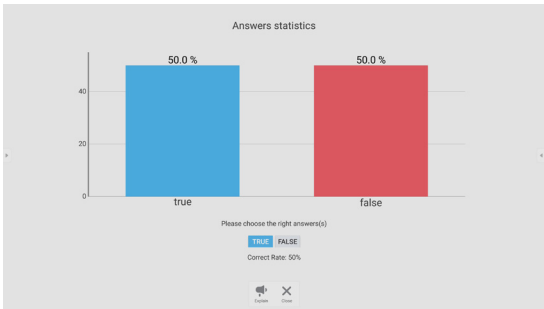 Answers statistics
50.0 % 50.0 %
40
20
0
true false
Please choose the right answers(s)
TRUE FALSE
Correct Rate: 50%
Explain Close